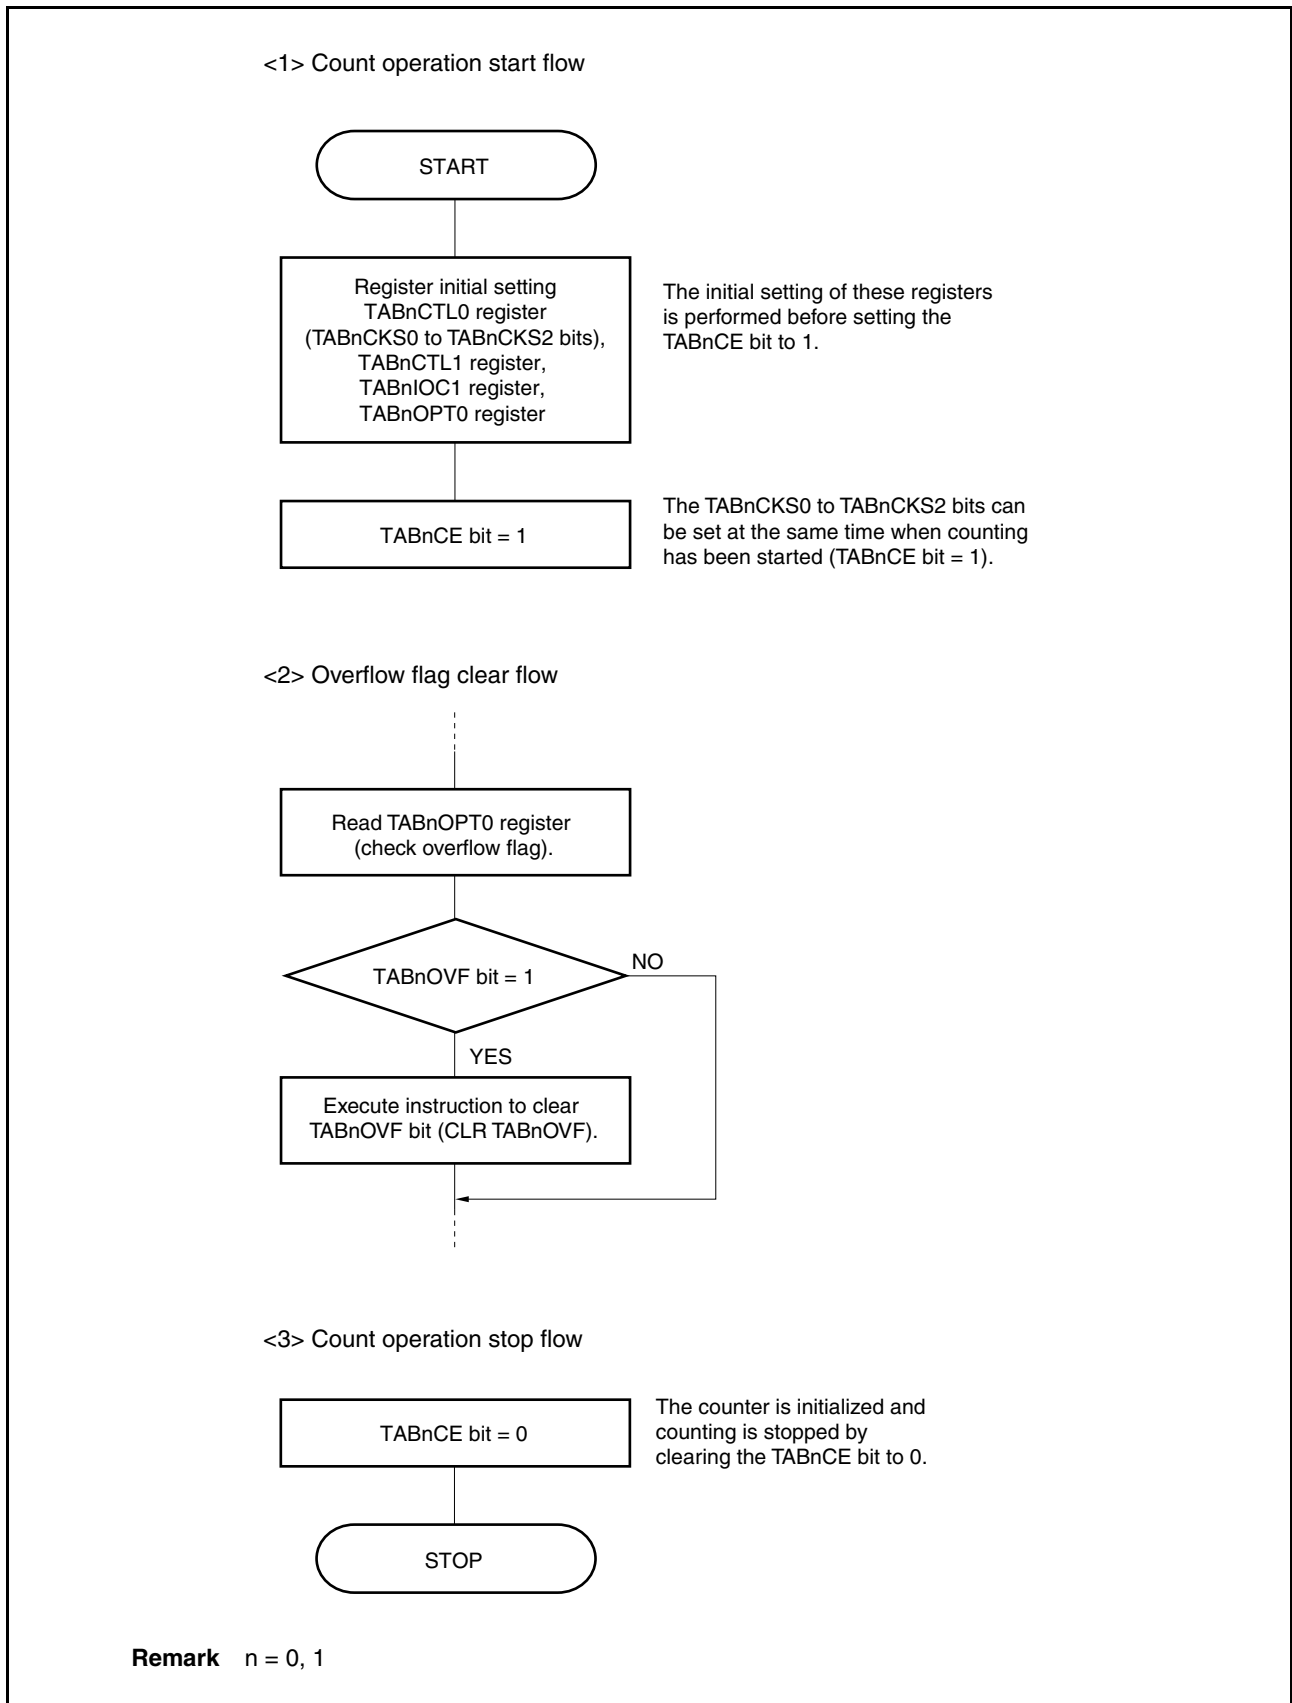 <1> Count operation start flow
START
Register initial setting
TABnCTL0 register
(TABnCKS0 to TABnCKS2 bits),
TABnCTL1 register,
TABnIOC1 register,
TABnOPT0 register
The initial setting of these registers
is performed before setting the
TABnCE bit to 1.
TABnCE bit = 1
The TABnCKS0 to TABnCKS2 bits can
be set at the same time when counting
has been started (TABnCE bit = 1).
<2> Overflow flag clear flow
Read TABnOPT0 register
(check overflow flag).
TABnOVF bit = 1
NO
YES
Execute instruction to clear
TABnOVF bit (CLR TABnOVF).
<3> Count operation stop flow
TABnCE bit = 0
The counter is initialized and
counting is stopped by
clearing the TABnCE bit to 0.
STOP
Remark n = 0, 1